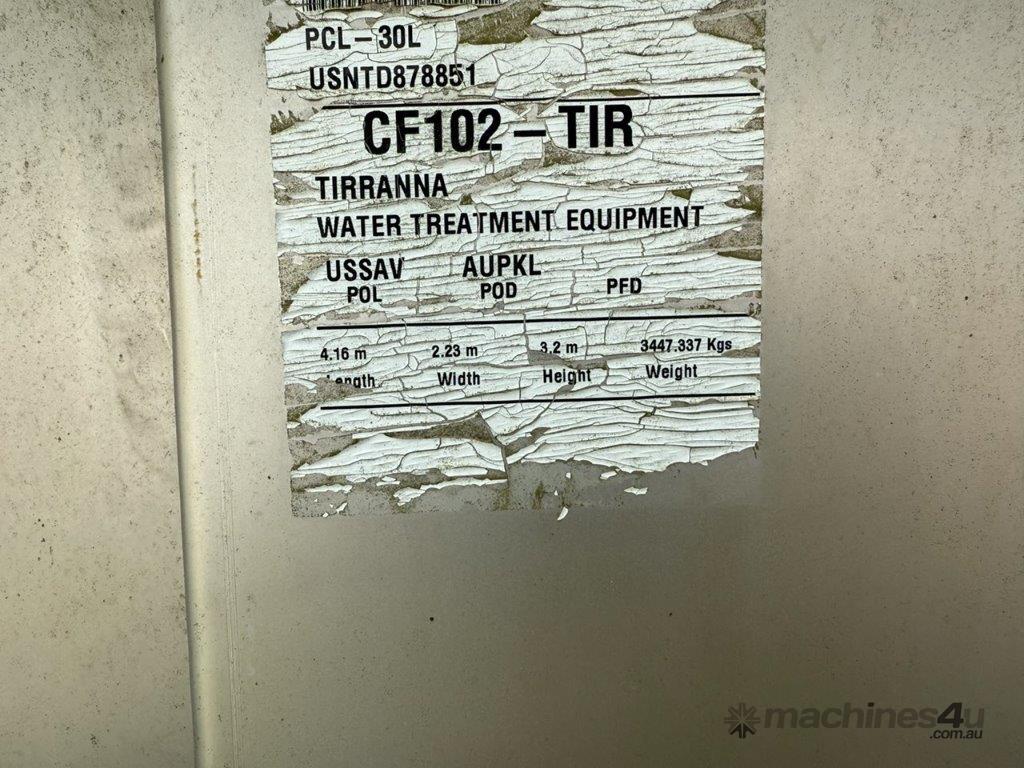 PCL-30L
USNTD878851
CF102-TIR
TIRRANNA
WATER TREATMENT EQUIPMENT
USSAV AUPKL
POL POD PFD
4.16 m 2.23 m 3.2 m 3447.337 Kgs
Length Width Height Weight
machines4u
.com.au